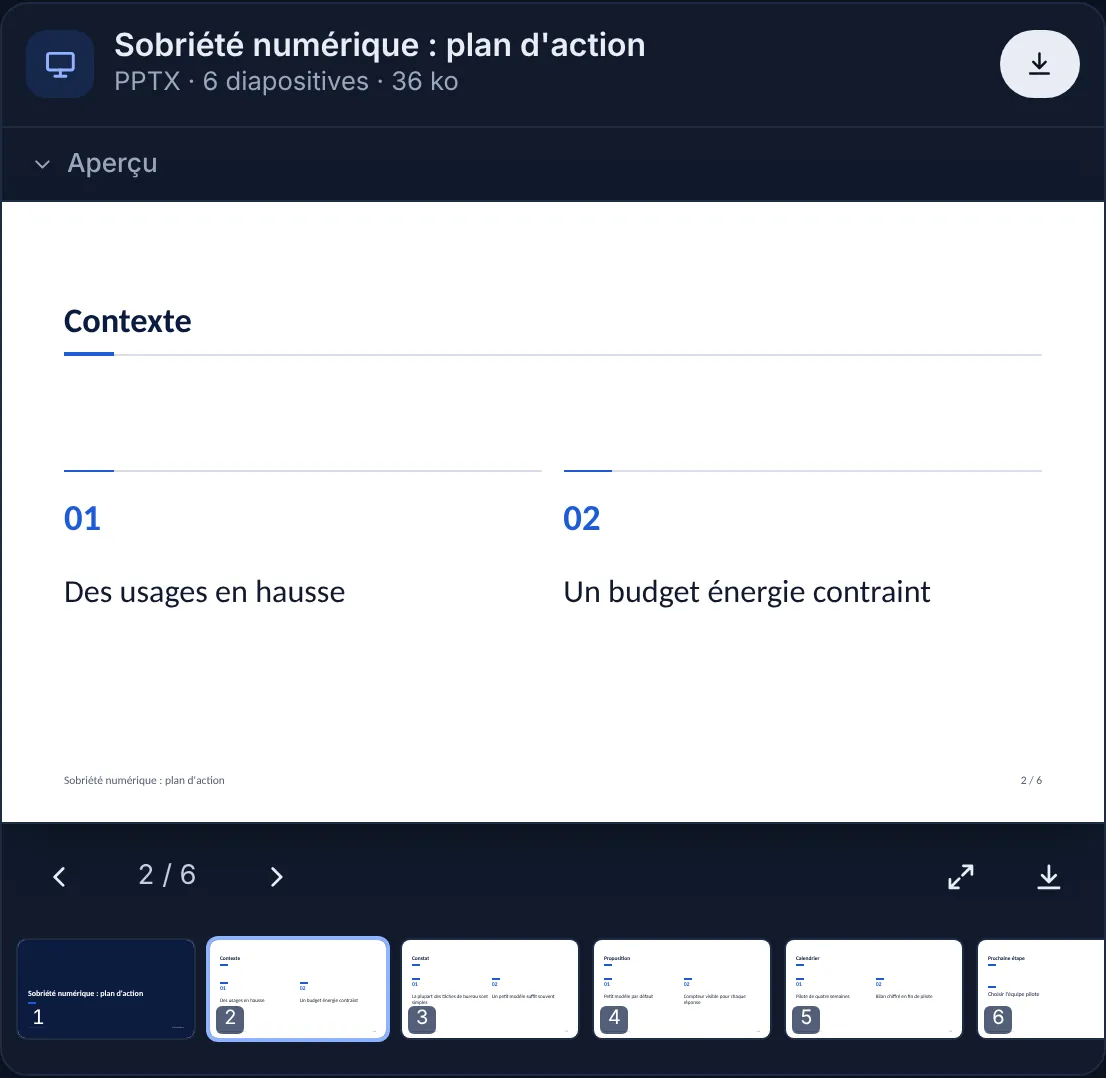 Sobriété numérique : plan d'action
PPTX · 6 diapositives · 36 ko
Aperçu
Contexte
01
Des usages en hausse
02
Un budget énergie contraint
Sobriété numérique : plan d'action
2 / 6
2 / 6
Sobriété numérique : plan d'action
1
Contexte
01
Des usages en hausse
02
Un budget énergie contraint
2
Constat
01
La plupart des tâches de bureau sont
simples
02
Un petit modèle suffit souvent
3
Proposition
01
Petit modèle par défaut
02
Compteur visible pour chaque
réponse
4
Calendrier
01
Pilote de quatre semaines
02
Bilan chiffré en fin de pilote
5
Prochaine étape
Choisir l'équipe pilote
6